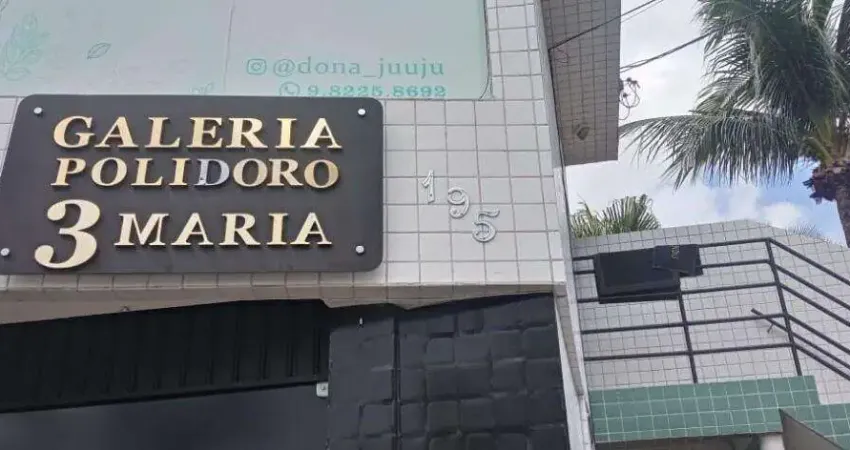 @dona_juuju
9.8225.8692
GALERIA
POLIDORO
3 MARIA
195